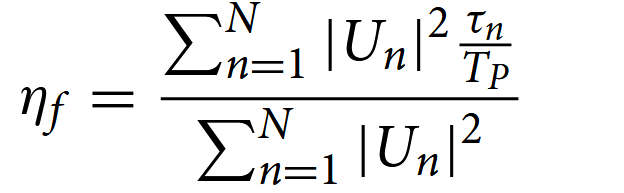 η_f = \frac{\sum_{n=1}^{N} |U_n|^2 \frac{τ_n}{T_P}}{\sum_{n=1}^{N} |U_n|^2}